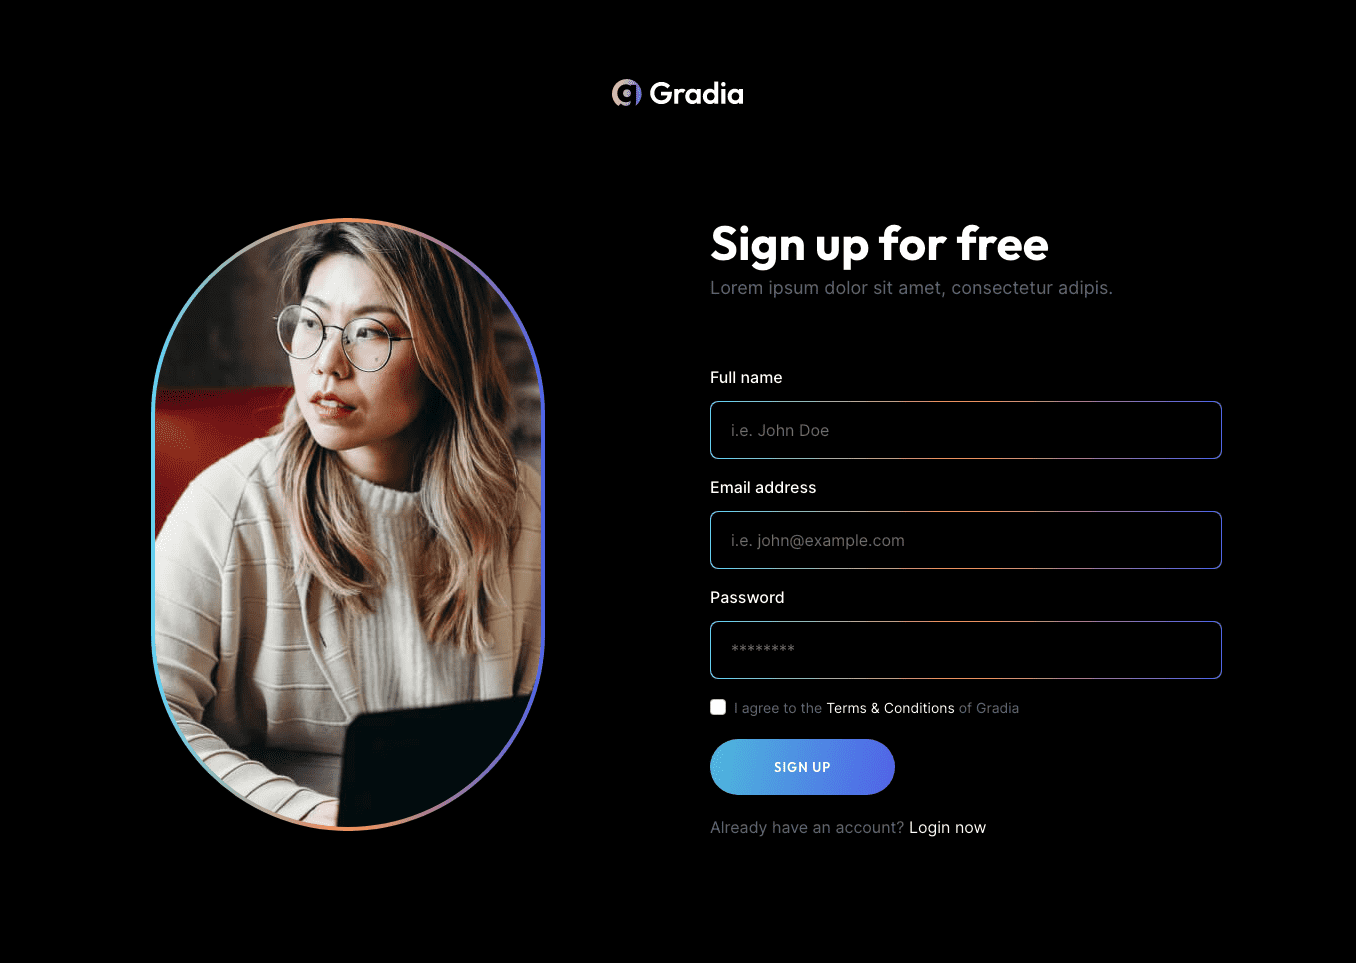 Gradia
Sign up for free
Lorem ipsum dolor sit amet, consectetur adipis.
Full name
i.e. John Doe
Email address
i.e. john@example.com
Password
********
I agree to the Terms & Conditions of Gradia
SIGN UP
Already have an account? Login now